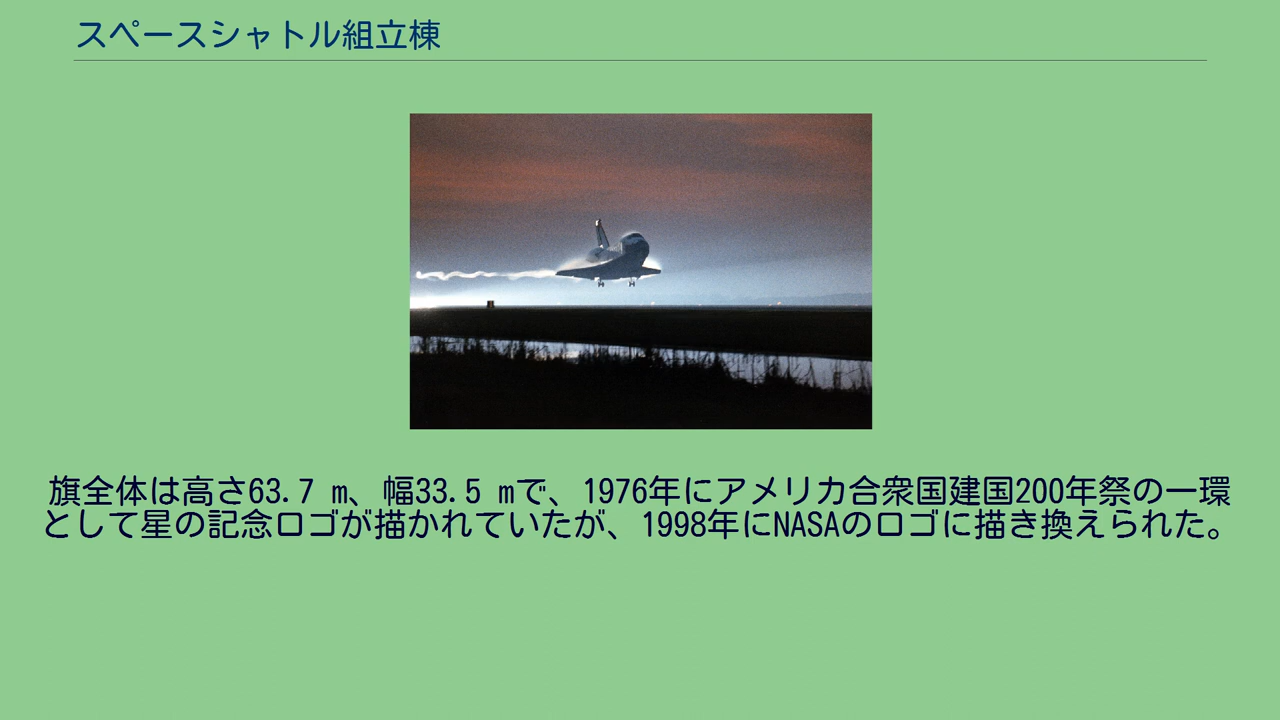 スペースシャトル組立棟
旗全体は高さ63.7 m、幅33.5 mで、1976年にアメリカ合衆国建国200年祭の一環
として星の記念ロゴが描かれていたが、1998年にNASAのロゴに描き換えられた。